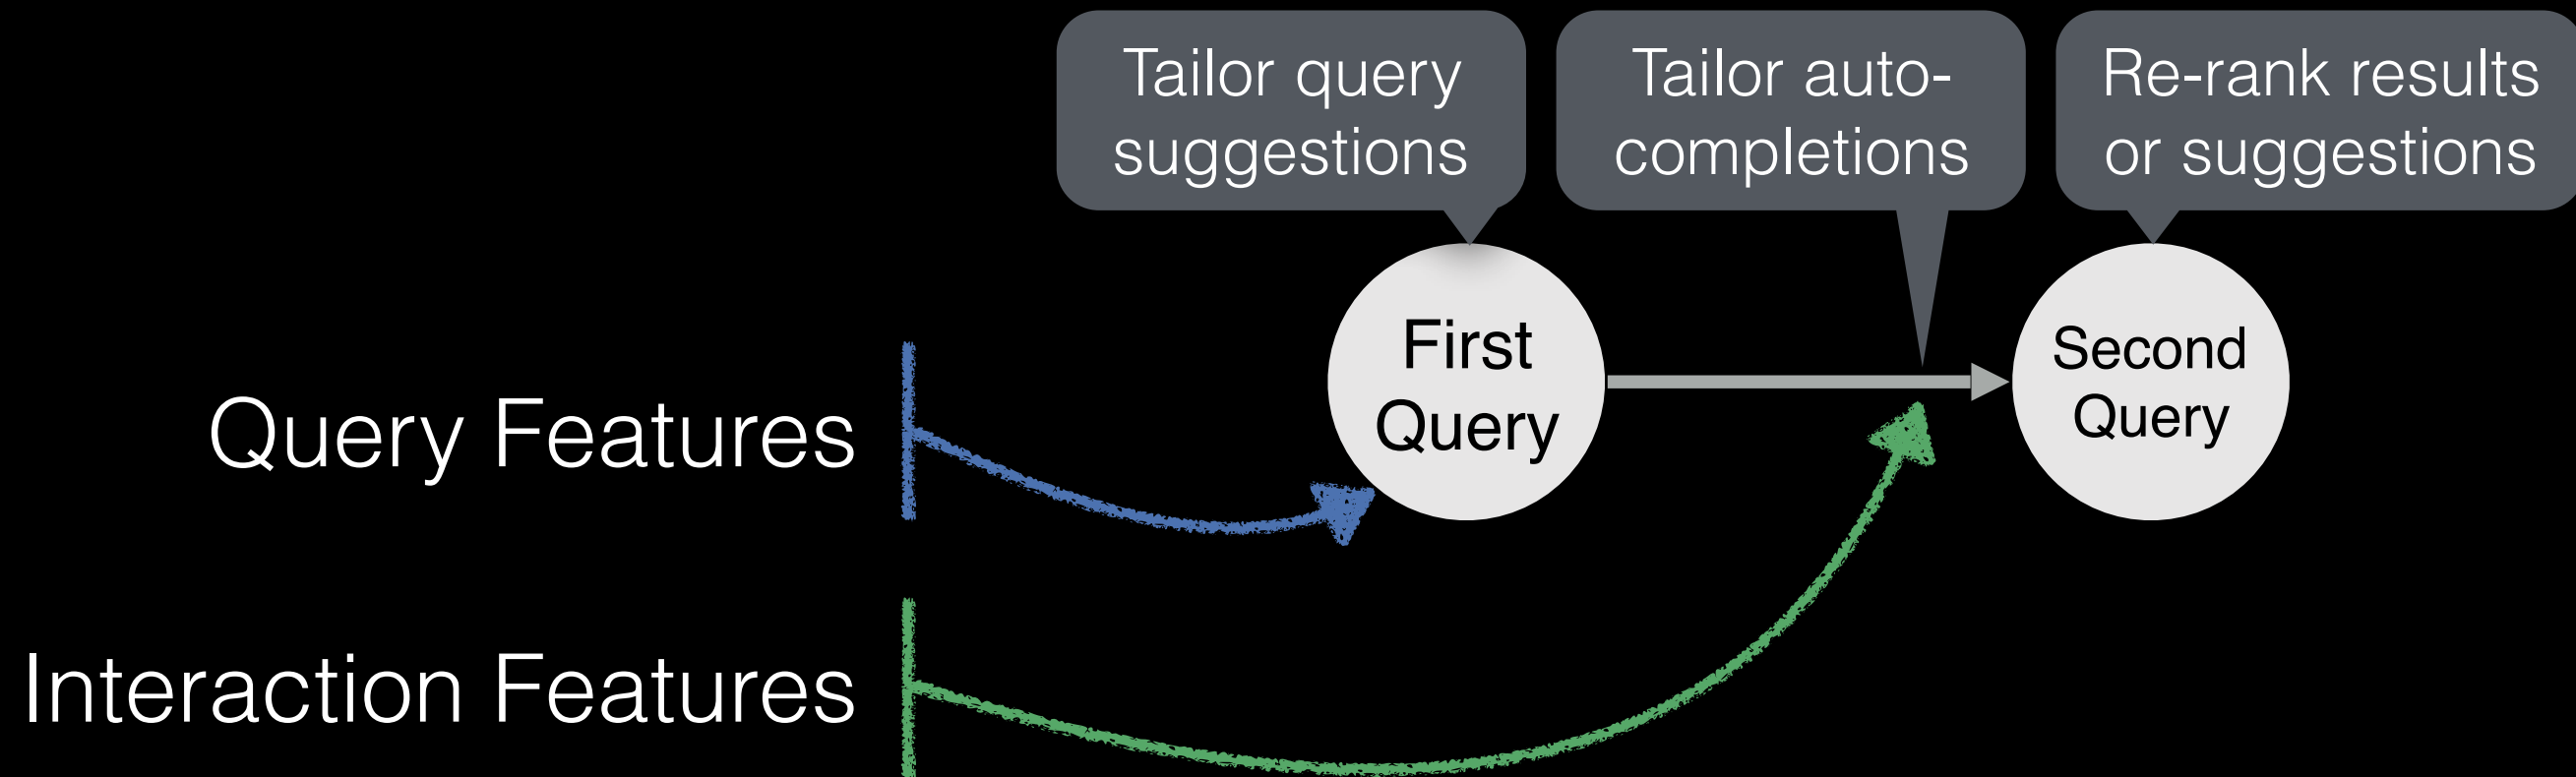 Tailor query
suggestions
Tailor auto-
completions
Re-rank results
or suggestions
First
Query
Second
Query
Query Features
Interaction Features